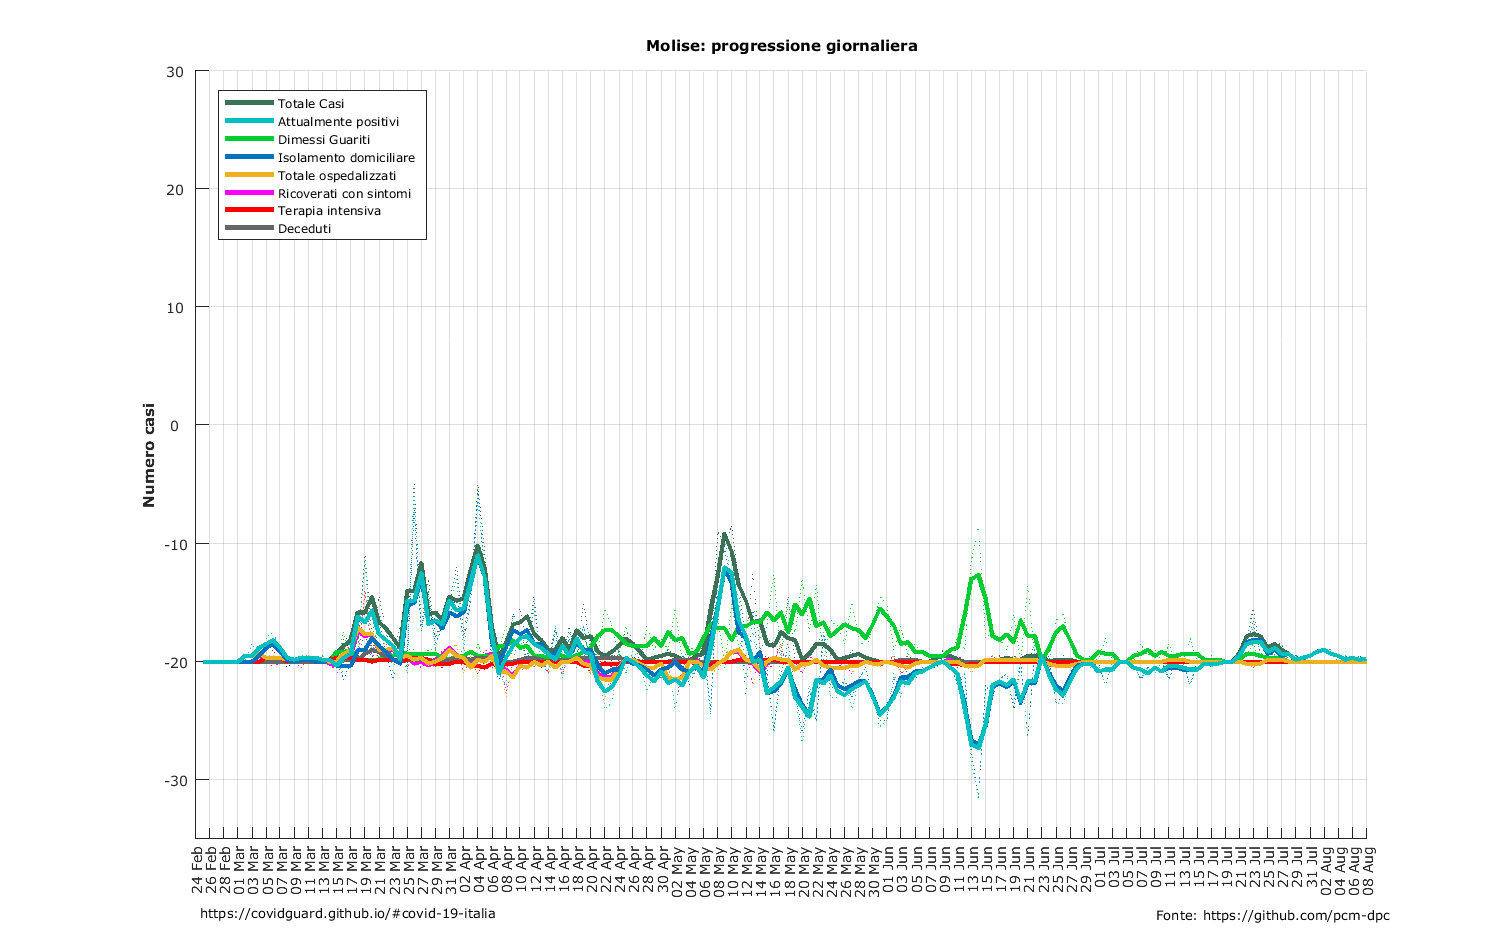 Molise: progressione giornaliera
30
20
10
0
-10
-20
-30
Numero casi
Totale Casi
Attualmente positivi
Dimessi Guariti
Isolamento domiciliare
Totale ospedalizzati
Ricoverati con sintomi
Terapia intensiva
Deceduti
24 Feb
26 Feb
28 Feb
01 Mar
03 Mar
05 Mar
07 Mar
09 Mar
11 Mar
13 Mar
15 Mar
17 Mar
19 Mar
21 Mar
23 Mar
25 Mar
27 Mar
29 Mar
31 Mar
02 Apr
04 Apr
06 Apr
08 Apr
10 Apr
12 Apr
14 Apr
16 Apr
18 Apr
20 Apr
22 Apr
24 Apr
26 Apr
28 Apr
30 Apr
02 May
04 May
06 May
08 May
10 May
12 May
14 May
16 May
18 May
20 May
22 May
24 May
26 May
28 May
30 May
01 Jun
03 Jun
05 Jun
07 Jun
09 Jun
11 Jun
13 Jun
15 Jun
17 Jun
19 Jun
21 Jun
23 Jun
25 Jun
27 Jun
29 Jun
01 Jul
03 Jul
05 Jul
07 Jul
09 Jul
11 Jul
13 Jul
15 Jul
17 Jul
19 Jul
21 Jul
23 Jul
25 Jul
27 Jul
29 Jul
31 Jul
02 Aug
04 Aug
06 Aug
08 Aug
https://covidguard.github.io/#covid-19-italia
Fonte: https://github.com/pcm-dpc